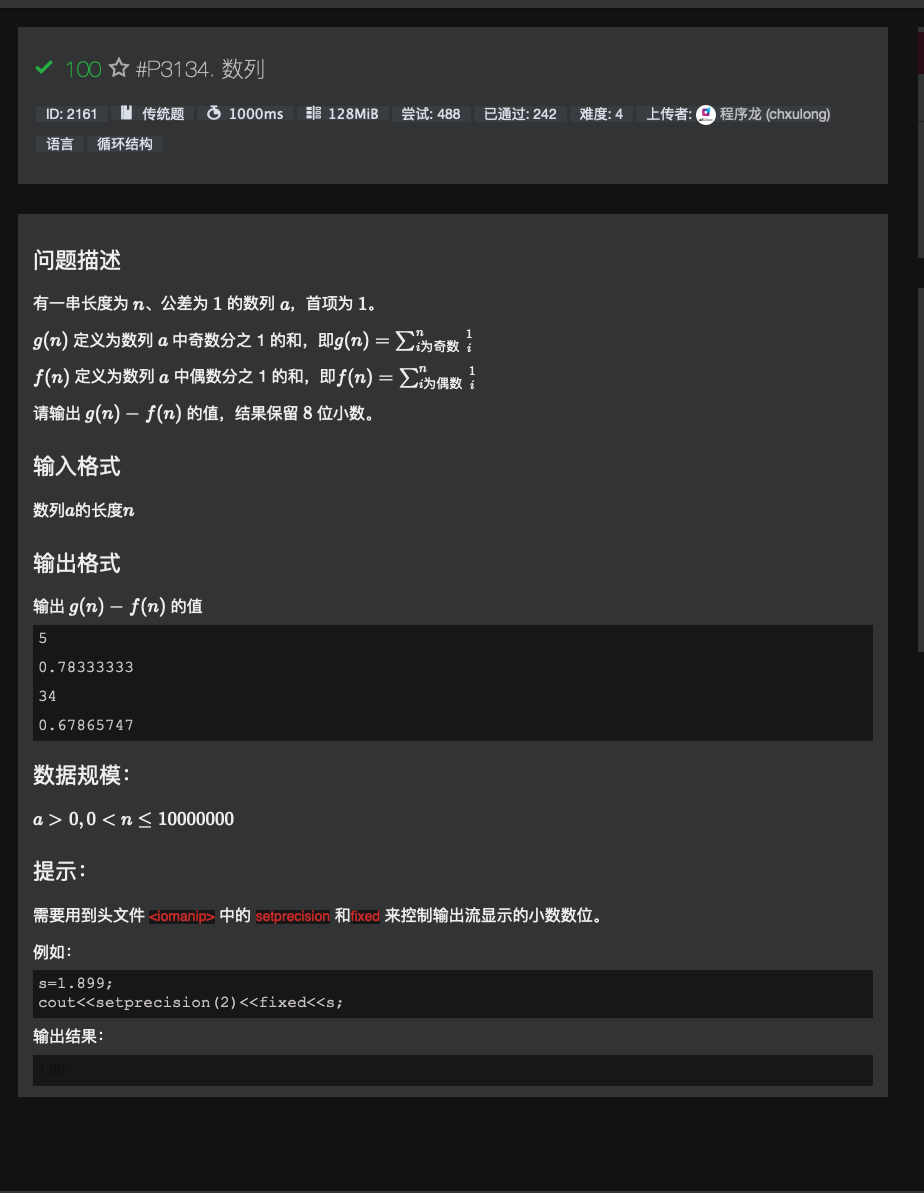 100 #P3134. 数列
ID: 2161 传统题 1000ms 128MiB 尝试: 488 已通过: 242 难度: 4 上传者: 程序龙 (chxulong)
语言 循环结构
问题描述
有一串长度为 n、公差为 1 的数列 a，首项为 1。
g(n) 定义为数列 a 中奇数分之 1 的和，即g(n) = ∑ⁿ_{i为奇数} 1/i
f(n) 定义为数列 a 中偶数分之 1 的和，即f(n) = ∑ⁿ_{i为偶数} 1/i
请输出 g(n) − f(n) 的值，结果保留 8 位小数。
输入格式
数列a的长度n
输出格式
输出 g(n) − f(n) 的值
5
0.78333333
34
0.67865747
数据规模：
a > 0, 0 < n ≤ 10000000
提示：
需要用到头文件 <iomanip> 中的 setprecision 和fixed 来控制输出流显示的小数数位。
例如：
s=1.899;
cout<<setprecision(2)<<fixed<<s;
输出结果：
1.90